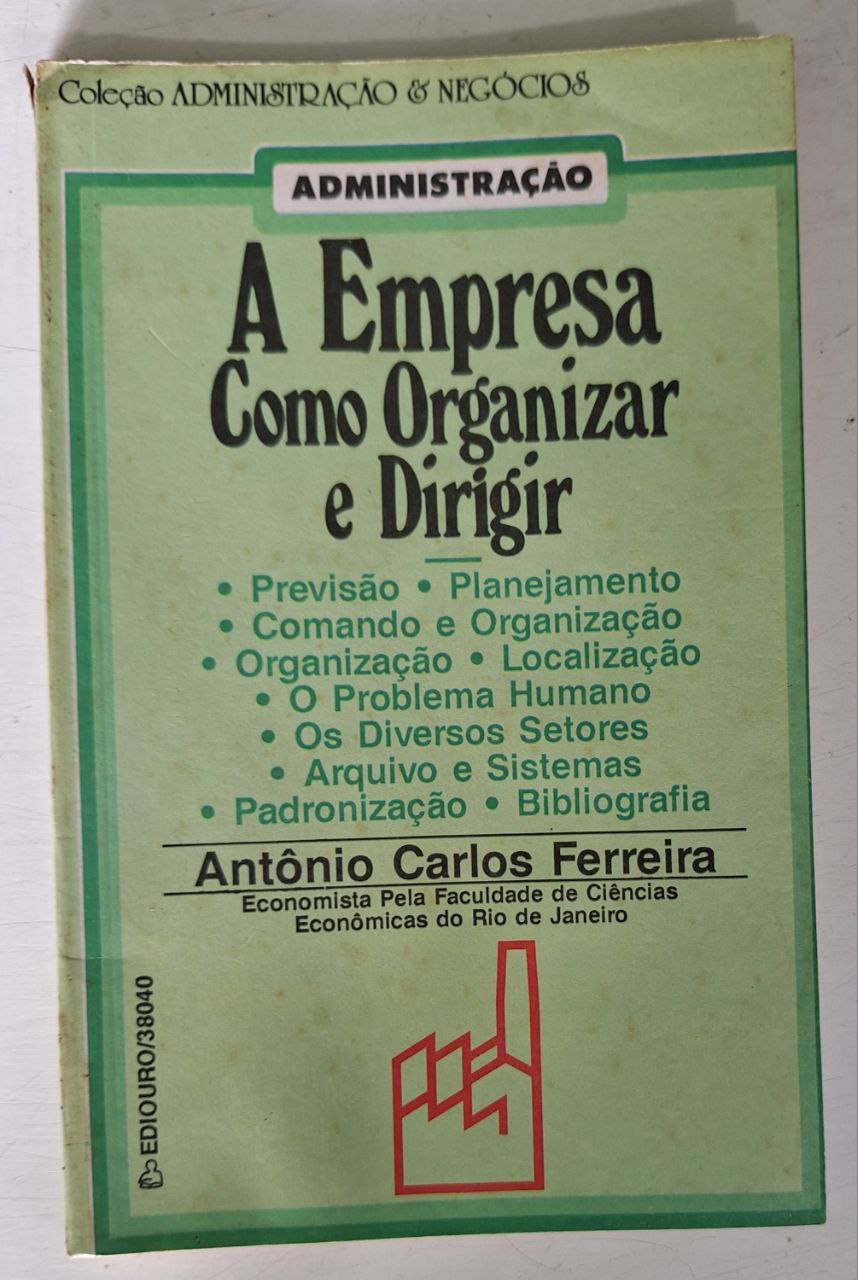 Coleção ADMINISTRAÇÃO & NEGÓCIOS
ADMINISTRAÇÃO
A Empresa
Como Organizar
e Dirigir
• Previsão • Planejamento
• Comando e Organização
• Organização • Localização
• O Problema Humano
• Os Diversos Setores
• Arquivo e Sistemas
• Padronização • Bibliografia
Antônio Carlos Ferreira
Economista Pela Faculdade de Ciências
Econômicas do Rio de Janeiro
EDIOURO/38040